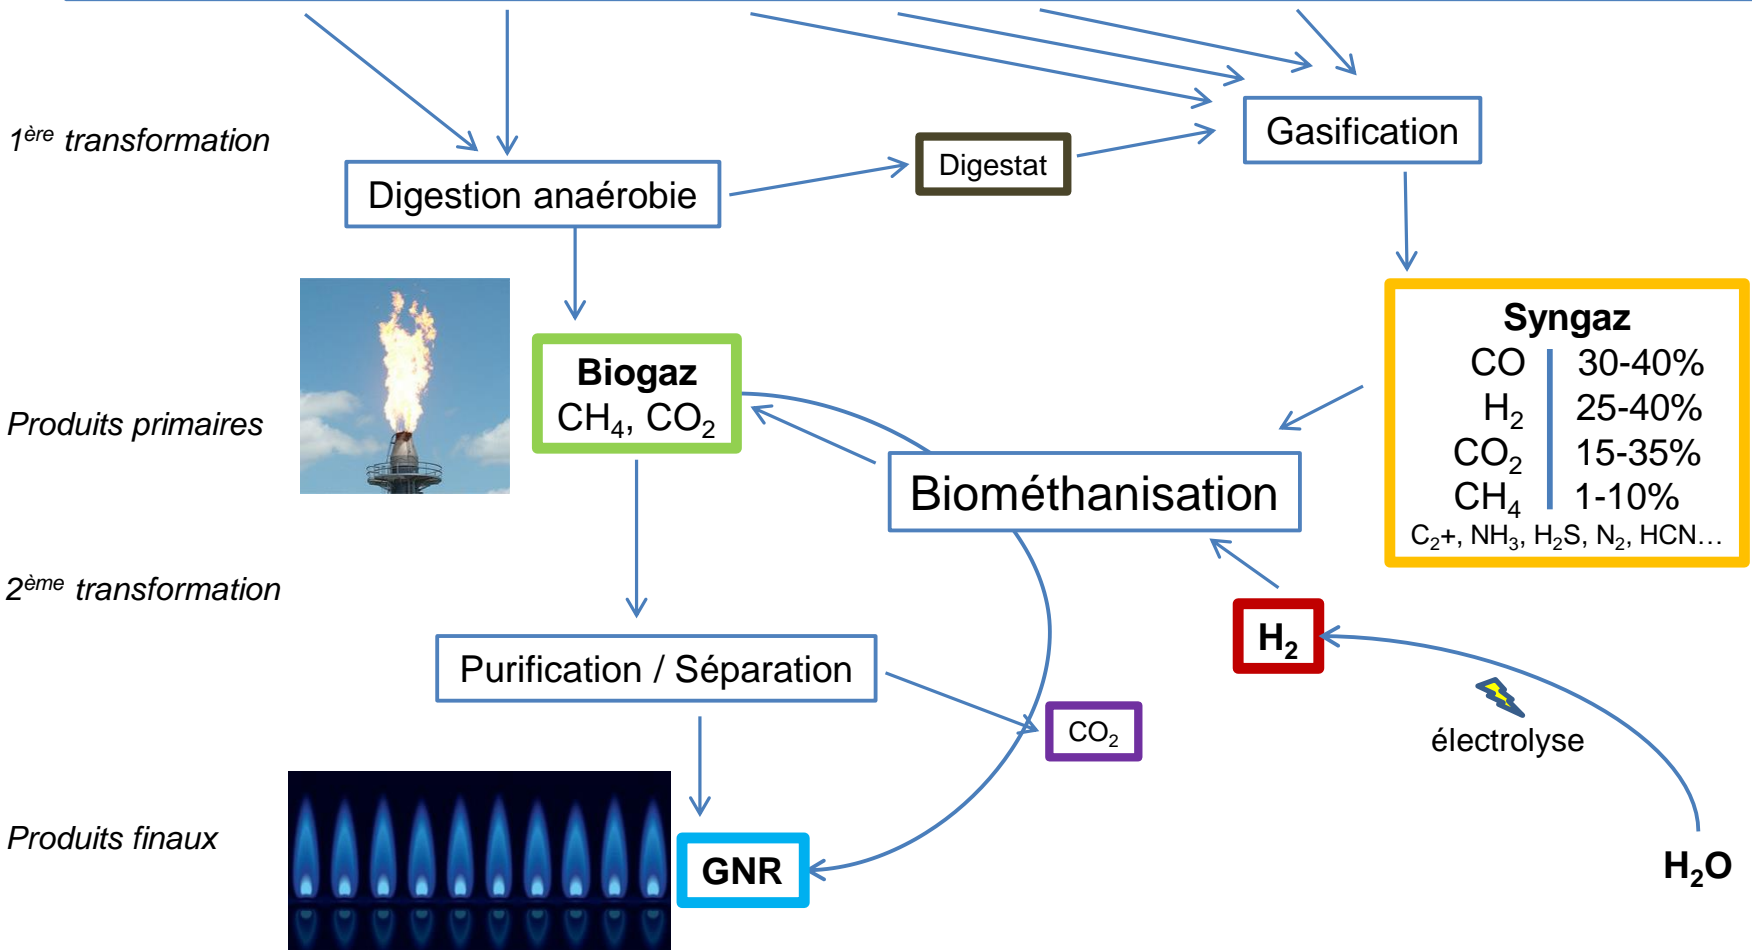 1ère transformation
Gasification
Digestat
Digestion anaérobie
Syngaz
CO 30-40%
H₂ 25-40%
CO₂ 15-35%
CH₄ 1-10%
C₂+, NH₃, H₂S, N₂, HCN…
Biogaz
CH₄, CO₂
Produits primaires
Biométhanisation
2ème transformation
H₂
Purification / Séparation
CO₂
électrolyse
Produits finaux
GNR
H₂O